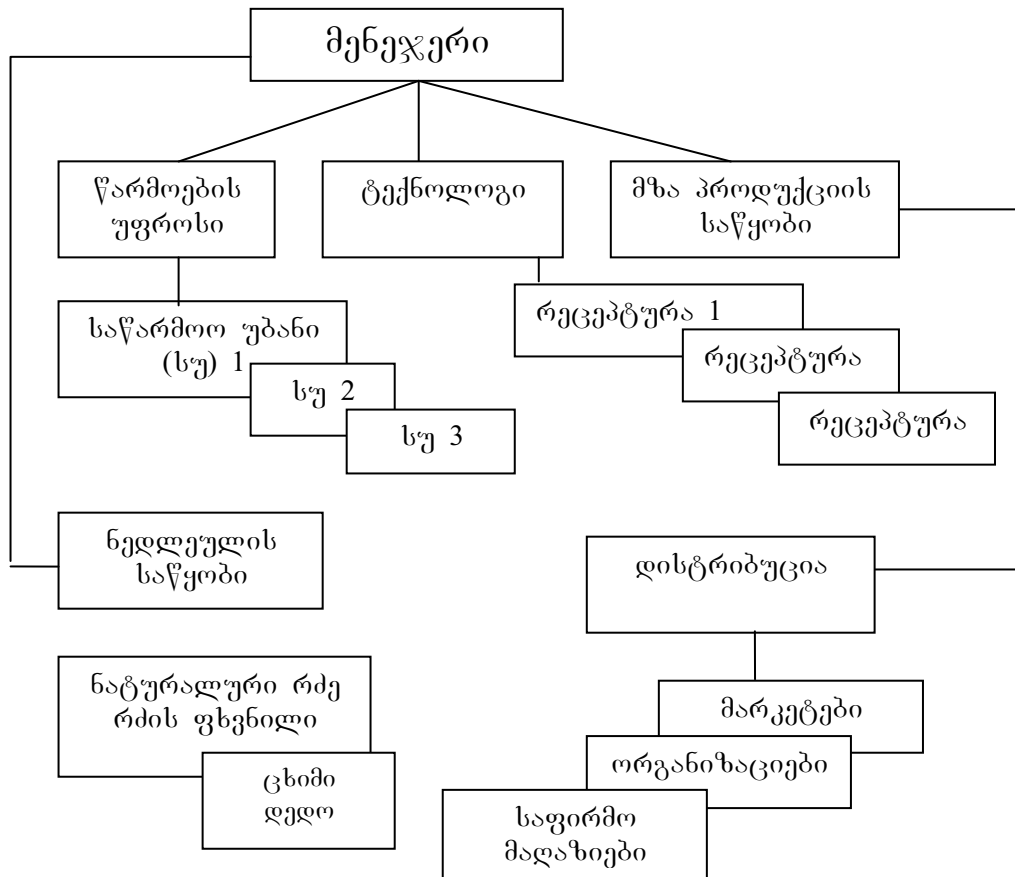 მენეჯერი
წარმოების
უფროსი
ტექნოლოგი
მზა პროდუქციის
საწყობი
საწარმოო უბანი
(სუ) 1
სუ 2
სუ 3
რეცეპტურა 1
რეცეპტურა
რეცეპტურა
ნედლეულის
საწყობი
დისტრიბუცია
ნატურალური რძე
რძის ფხვნილი
ცხიმი
დედო
მარკეტები
ორგანიზაციები
საფირმო
მაღაზიები